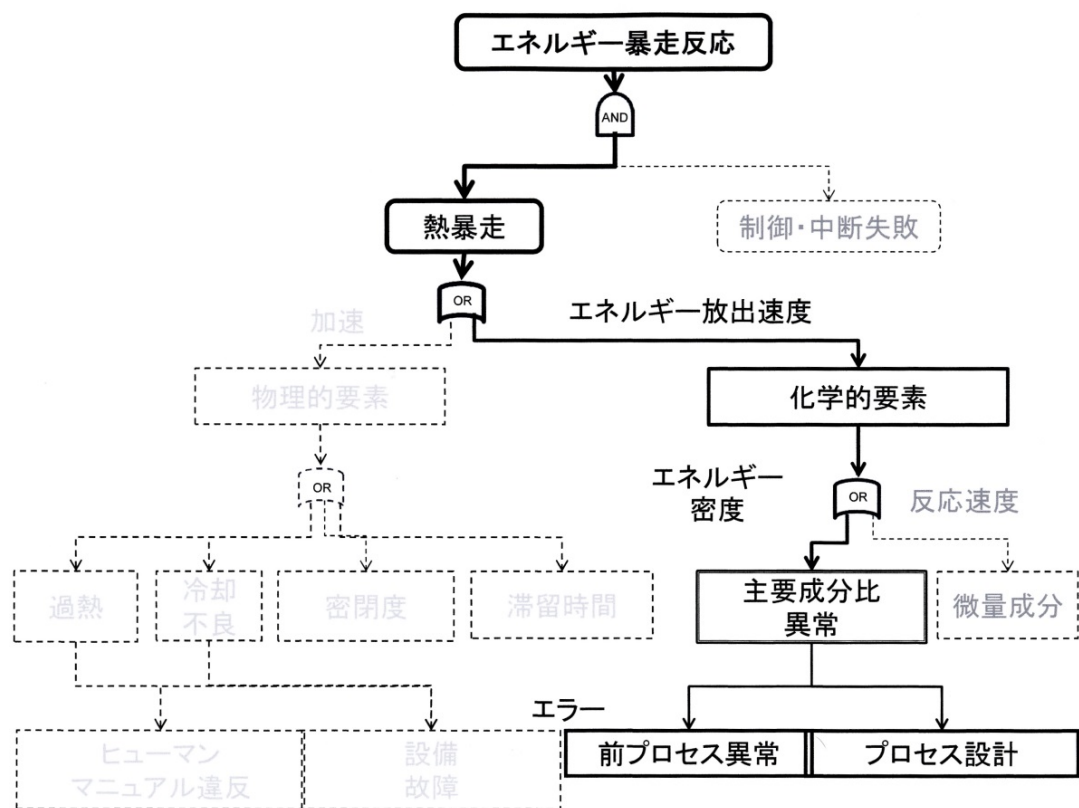 エネルギー暴走反応
AND
熱暴走
制御・中断失敗
OR
エネルギー放出速度
加速
物理的要素
化学的要素
OR
エネルギー
密度
OR
反応速度
過熱
冷却
不良
密閉度
滞留時間
主要成分比
異常
微量成分
エラー
ヒューマン
マニュアル違反
設備
故障
前プロセス異常
プロセス設計